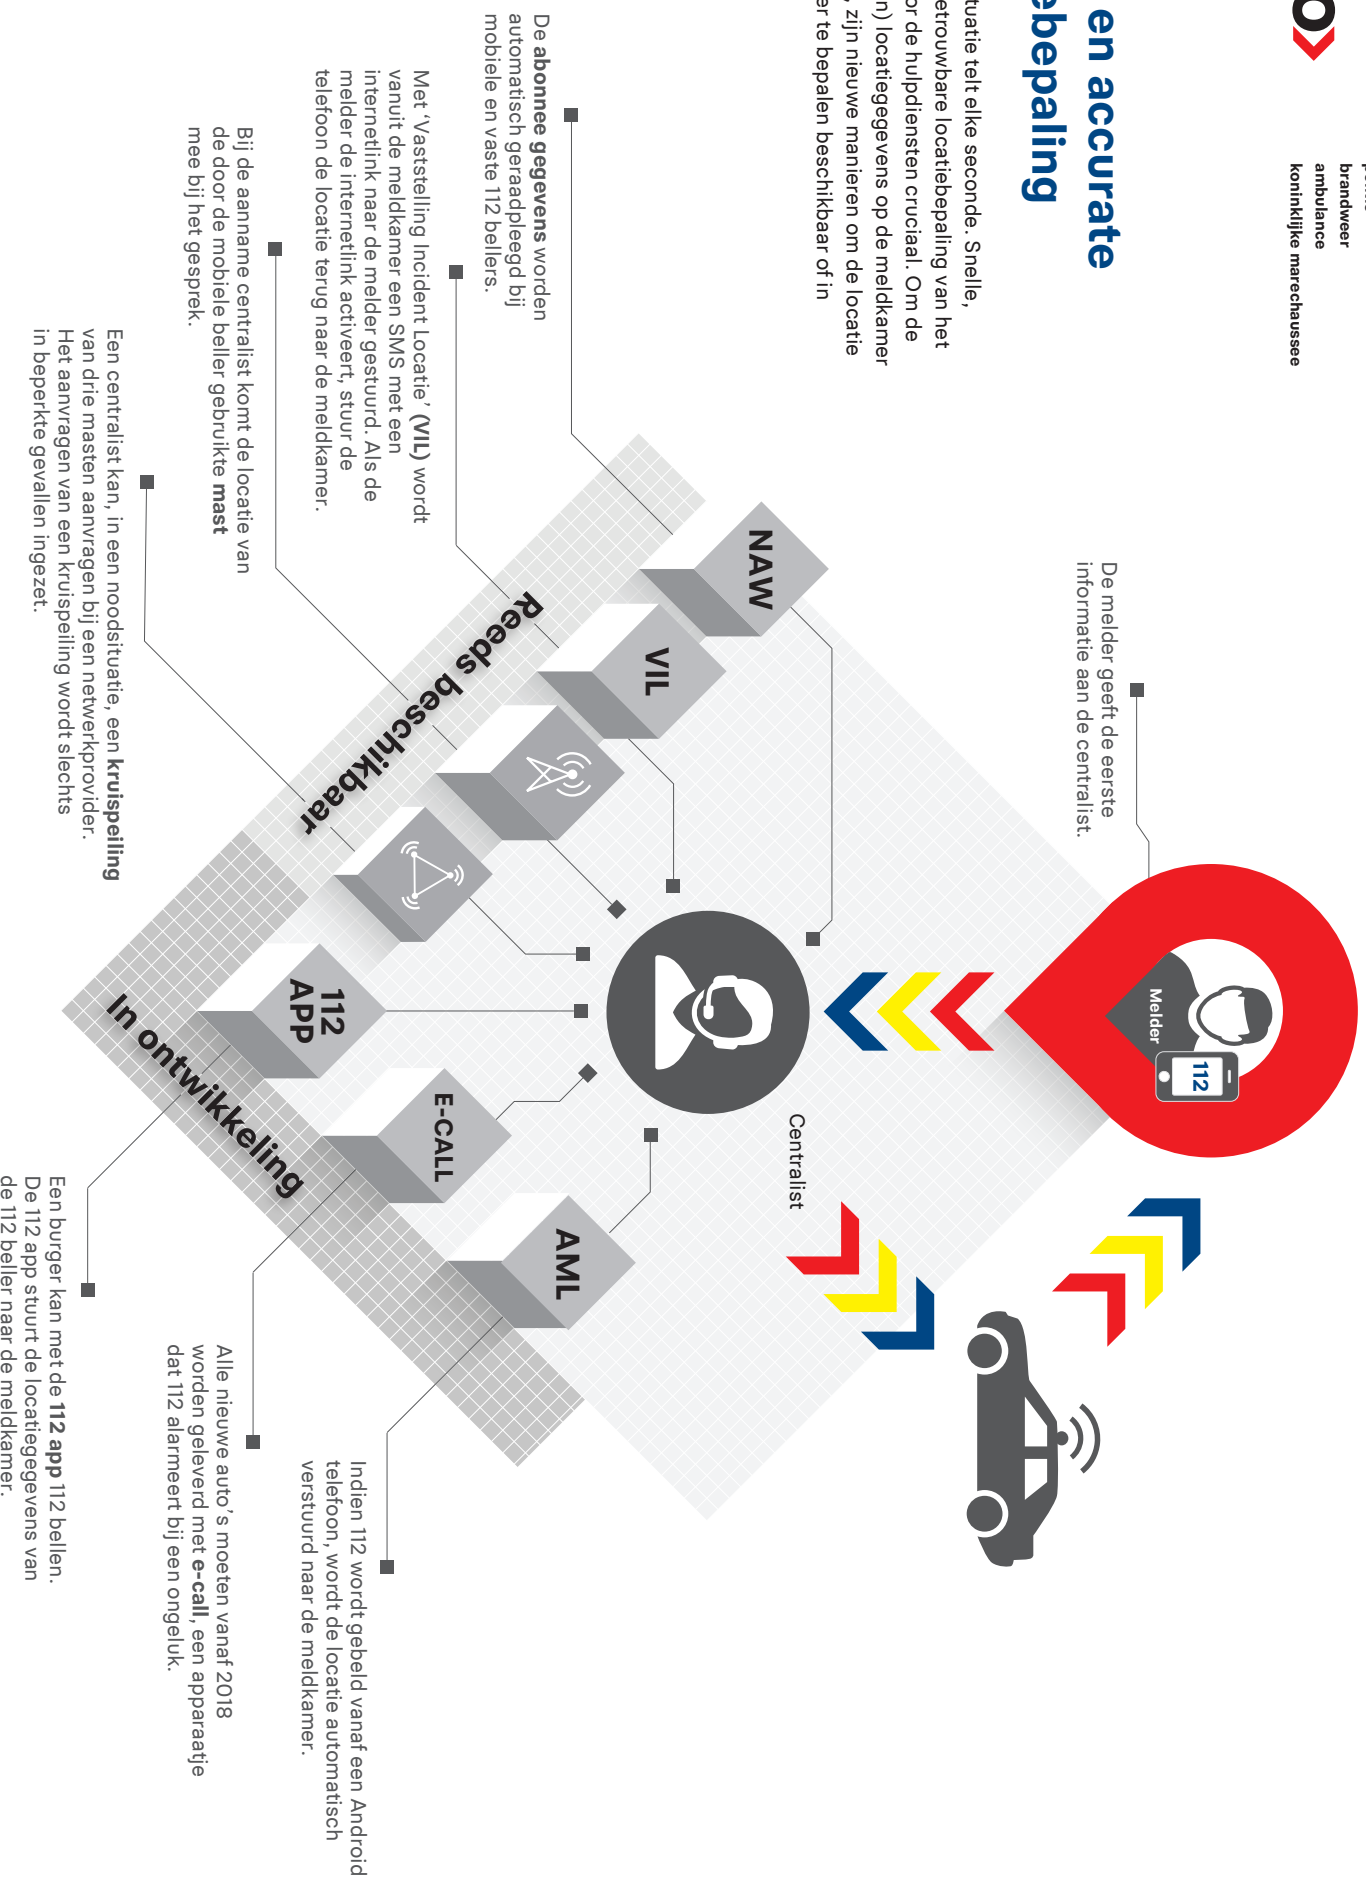 brandweer
ambulance
koninklijke marechaussee
en accurate
ebepaling
tuatie telt elke seconde. Snelle,
etrouwbare locatiebepaling van het
or de hulpdiensten cruciaal. Om de
n) locatiegegevens op de meldkamer
, zijn nieuwe manieren om de locatie
er te bepalen beschikbaar of in
De melder geeft de eerste
informatie aan de centralist.
Melder
112
Centralist
De abonnee gegevens worden
automatisch geraadpleegd bij
mobiele en vaste 112 bellers.
Met ‘Vaststelling Incident Locatie’ (VIL) wordt
vanuit de meldkamer een SMS met een
internetlink naar de melder gestuurd. Als de
melder de internetlink activeert, stuur de
telefoon de locatie terug naar de meldkamer.
Bij de aanname centralist komt de locatie van
de door de mobiele beller gebruikte mast
mee bij het gesprek.
Een centralist kan, in een noodsituatie, een kruispeiling
van drie masten aanvragen bij een netwerkprovider.
Het aanvragen van een kruispeiling wordt slechts
in beperkte gevallen ingezet.
NAW
VIL
Reeds beschikbaar
112
APP
E-CALL
AML
In ontwikkeling
Indien 112 wordt gebeld vanaf een Android
telefoon, wordt de locatie automatisch
verstuurd naar de meldkamer.
Alle nieuwe auto’s moeten vanaf 2018
worden geleverd met e-call, een apparaatje
dat 112 alarmeert bij een ongeluk.
Een burger kan met de 112 app 112 bellen.
De 112 app stuurt de locatiegegevens van
de 112 beller naar de meldkamer.